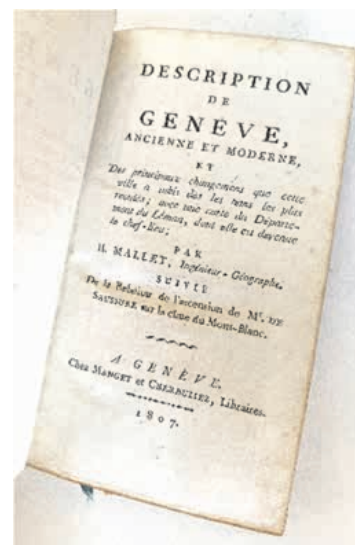 DESCRIPTION
DE
GENÈVE,
ANCIENNE ET MODERNE,
ET
Des principaux changemens que cette
ville a subis dès les tems les plus
reculés; avec une carte du Départe-
ment du Léman, dont elle est devenue
le chef-lieu;
PAR
H. MALLET, Ingénieur-Géographe.
SUIVIE
De la Relation de l'ascension de Mr. DE
SAUSSURE sur la cime du Mont-Blanc.
A GENÈVE,
Chez MANGET et CHERBULIEZ, Libraires.
1807.